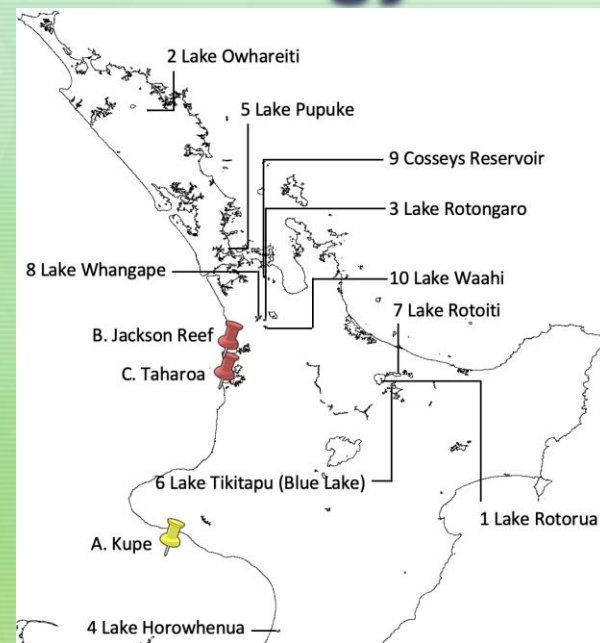 2 Lake Owhareiti
5 Lake Pupuke
9 Cosseys Reservoir
3 Lake Rotongaro
8 Lake Whangape
10 Lake Waahi
7 Lake Rotoiti
B. Jackson Reef
C. Taharoa
6 Lake Tikitapu (Blue Lake)
1 Lake Rotorua
A. Kupe
4 Lake Horowhenua